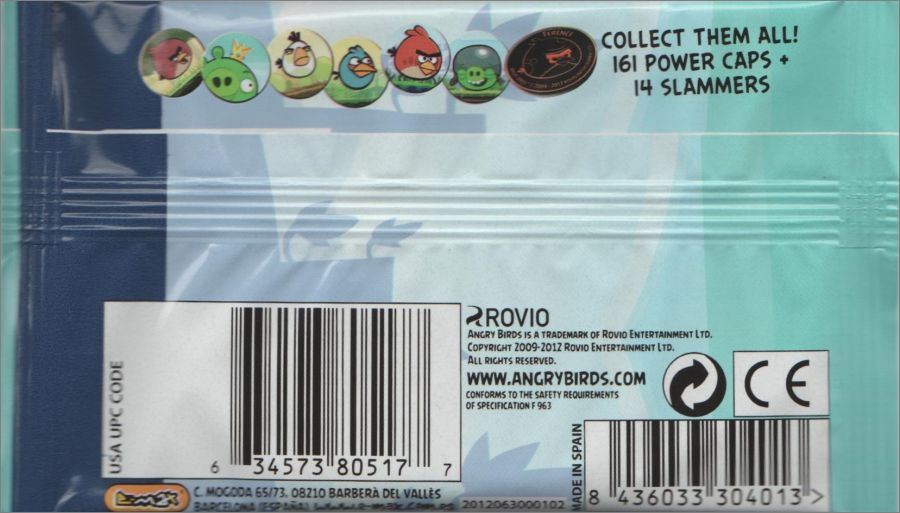 COLLECT THEM ALL!
161 POWER CAPS +
14 SLAMMERS
TERENCE
ROVIO
ANGRY BIRDS IS A TRADEMARK OF ROVIO ENTERTAINMENT LTD.
COPYRIGHT 2009-2012 ROVIO ENTERTAINMENT LTD.
ALL RIGHTS RESERVED.
WWW.ANGRYBIRDS.COM
CONFORMS TO THE SAFETY REQUIREMENTS
OF SPECIFICATION F 963
CE
USA UPC CODE
6 34573 80517 7
MADE IN SPAIN
8 436033 304013 >
C. MOGODA 65/73. 08210 BARBERÀ DEL VALLÈS
BARCELONA (ESPAÑA)
2012063000102